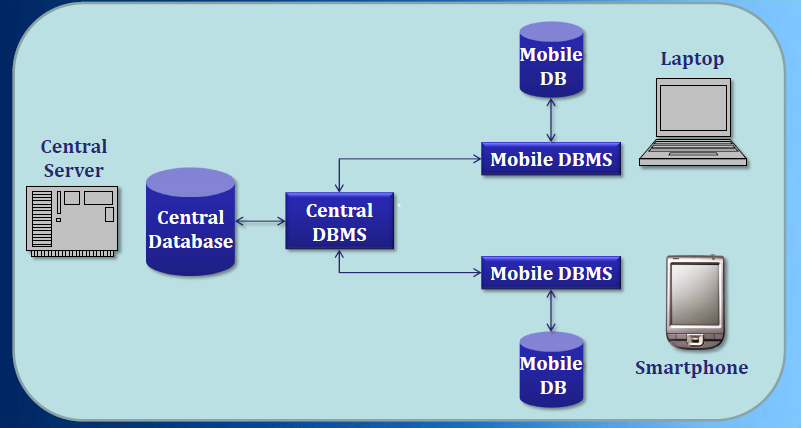 Mobile
DB
Laptop
Mobile DBMS
Central
Server
Central
Database
Central
DBMS
Mobile DBMS
Mobile
DB
Smartphone